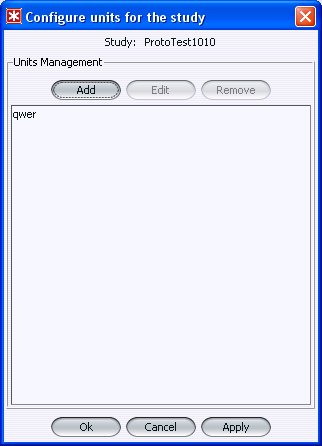 Configure units for the study
Study: ProtoTest1010
Units Management
Add Edit Remove
qwer
Ok Cancel Apply